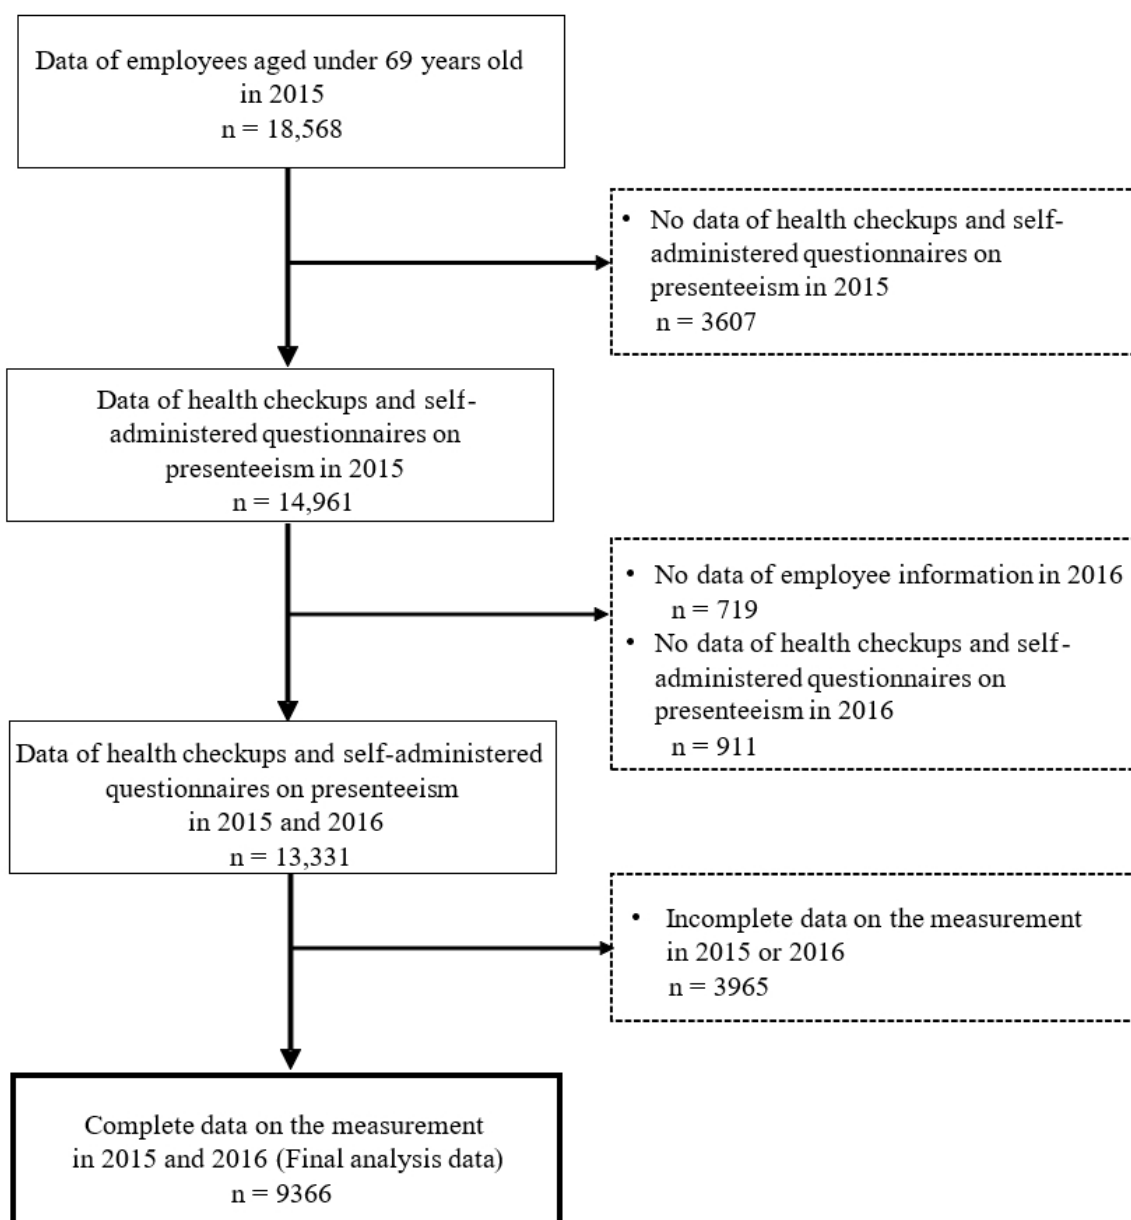 Data of employees aged under 69 years old
in 2015
n = 18,568
• No data of health checkups and self-
administered questionnaires on
presenteeism in 2015
n = 3607
Data of health checkups and self-
administered questionnaires on
presenteeism in 2015
n = 14,961
• No data of employee information in 2016
n = 719
• No data of health checkups and self-
administered questionnaires on
presenteeism in 2016
n = 911
Data of health checkups and self-administered
questionnaires on presenteeism
in 2015 and 2016
n = 13,331
• Incomplete data on the measurement
in 2015 or 2016
n = 3965
Complete data on the measurement
in 2015 and 2016 (Final analysis data)
n = 9366